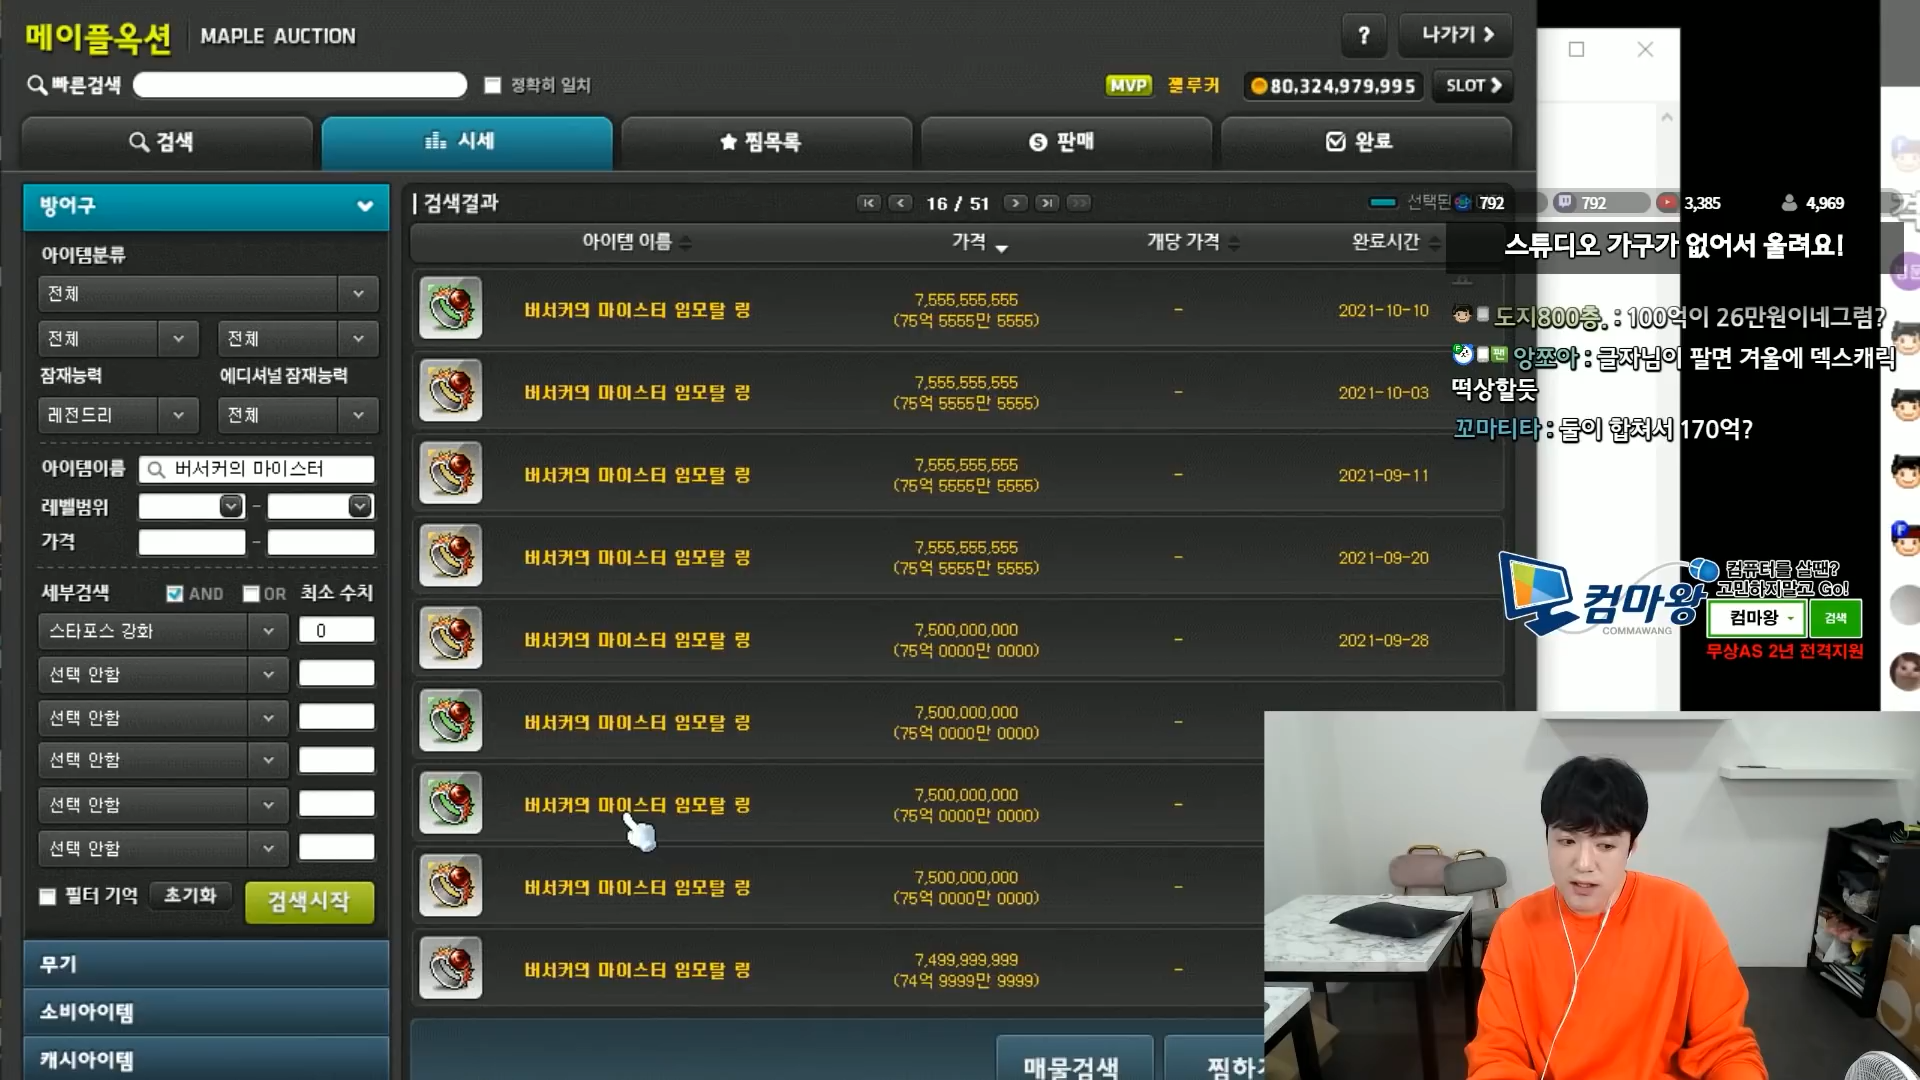 메이플옥션 MAPLE AUCTION
? 나가기
빠른검색 정확히 일치
MVP 쫼루커 80,324,979,995 SLOT
검색 시세 찜목록 판매 완료
방어구
아이템분류
전체
전체 전체
잠재능력 에디셔널 잠재능력
레전드리 전체
아이템이름 버서커의 마이스터
레벨범위 -
가격 -
세부검색 AND OR 최소 수치
스타포스 강화 0
선택 안함
선택 안함
선택 안함
선택 안함
선택 안함
필터 기억 초기화 검색시작
무기
소비아이템
캐시아이템
검색결과 16 / 51 선택된
아이템 이름 가격 개당 가격 완료시간
버서커의 마이스터 임모탈 링 7,555,555,555 (75억 5555만 5555) - 2021-10-10
버서커의 마이스터 임모탈 링 7,555,555,555 (75억 5555만 5555) - 2021-10-03
버서커의 마이스터 임모탈 링 7,555,555,555 (75억 5555만 5555) - 2021-09-11
버서커의 마이스터 임모탈 링 7,555,555,555 (75억 5555만 5555) - 2021-09-20
버서커의 마이스터 임모탈 링 7,500,000,000 (75억 0000만 0000) - 2021-09-28
버서커의 마이스터 임모탈 링 7,500,000,000 (75억 0000만 0000) -
버서커의 마이스터 임모탈 링 7,500,000,000 (75억 0000만 0000) -
버서커의 마이스터 임모탈 링 7,500,000,000 (75억 0000만 0000) -
버서커의 마이스터 임모탈 링 7,499,999,999 (74억 9999만 9999) -
매물검색 찜하기
792 792 3,385 4,969
스튜디오 가구가 없어서 울려요!
도지800층. : 100억이 26만원이네그럼?
팬 앙쪼아 : 글자님이 팔면 겨울에 덱스캐릭
떡상할듯
꼬마티타 : 둘이 합쳐서 170억?
컴마왕
COMMAWANG
컴퓨터를 살땐?
고민하지말고 Go!
컴마왕 검색
무상AS 2년 전격지원